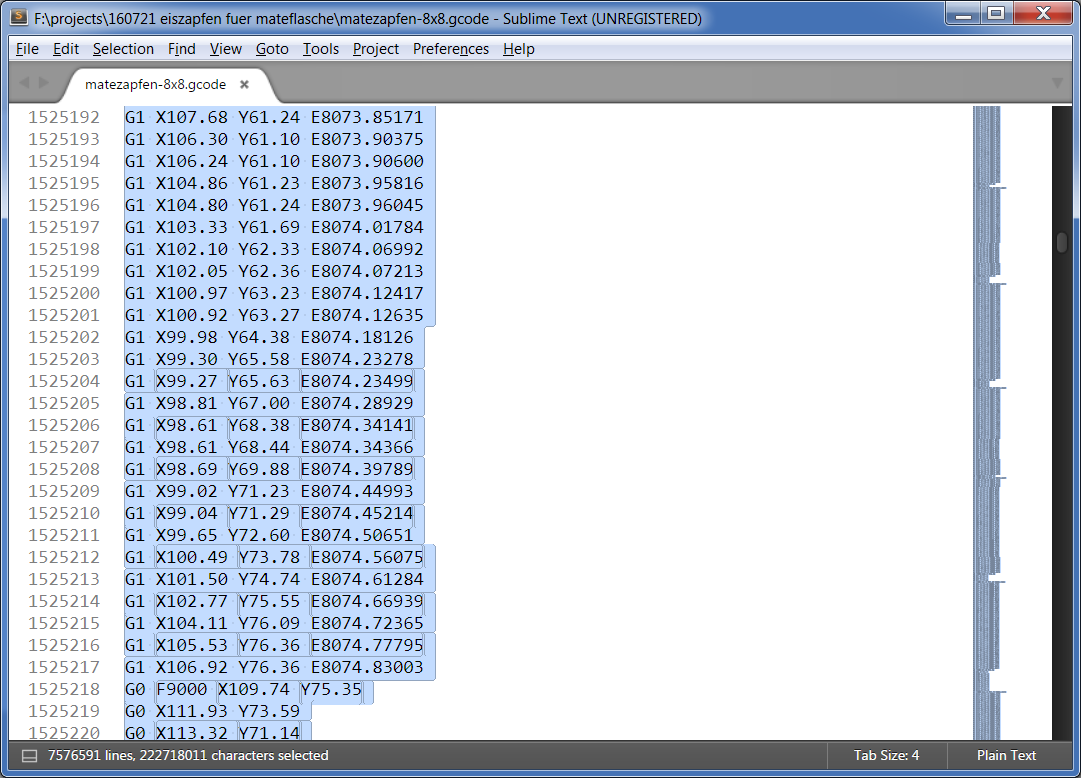 F:\projects\160721 eiszapfen fuer mateflasche\matezapfen-8x8.gcode - Sublime Text (UNREGISTERED)
File Edit Selection Find View Goto Tools Project Preferences Help
matezapfen-8x8.gcode
1525192 G1 X107.68 Y61.24 E8073.85171
1525193 G1 X106.30 Y61.10 E8073.90375
1525194 G1 X106.24 Y61.10 E8073.90600
1525195 G1 X104.86 Y61.23 E8073.95816
1525196 G1 X104.80 Y61.24 E8073.96045
1525197 G1 X103.33 Y61.69 E8074.01784
1525198 G1 X102.10 Y62.33 E8074.06992
1525199 G1 X102.05 Y62.36 E8074.07213
1525200 G1 X100.97 Y63.23 E8074.12417
1525201 G1 X100.92 Y63.27 E8074.12635
1525202 G1 X99.98 Y64.38 E8074.18126
1525203 G1 X99.30 Y65.58 E8074.23278
1525204 G1 X99.27 Y65.63 E8074.23499
1525205 G1 X98.81 Y67.00 E8074.28929
1525206 G1 X98.61 Y68.38 E8074.34141
1525207 G1 X98.61 Y68.44 E8074.34366
1525208 G1 X98.69 Y69.88 E8074.39789
1525209 G1 X99.02 Y71.23 E8074.44993
1525210 G1 X99.04 Y71.29 E8074.45214
1525211 G1 X99.65 Y72.60 E8074.50651
1525212 G1 X100.49 Y73.78 E8074.56075
1525213 G1 X101.50 Y74.74 E8074.61284
1525214 G1 X102.77 Y75.55 E8074.66939
1525215 G1 X104.11 Y76.09 E8074.72365
1525216 G1 X105.53 Y76.36 E8074.77795
1525217 G1 X106.92 Y76.36 E8074.83003
1525218 G0 F9000 X109.74 Y75.35
1525219 G0 X111.93 Y73.59
1525220 G0 X113.32 Y71.14
7576591 lines, 222718011 characters selected Tab Size: 4 Plain Text